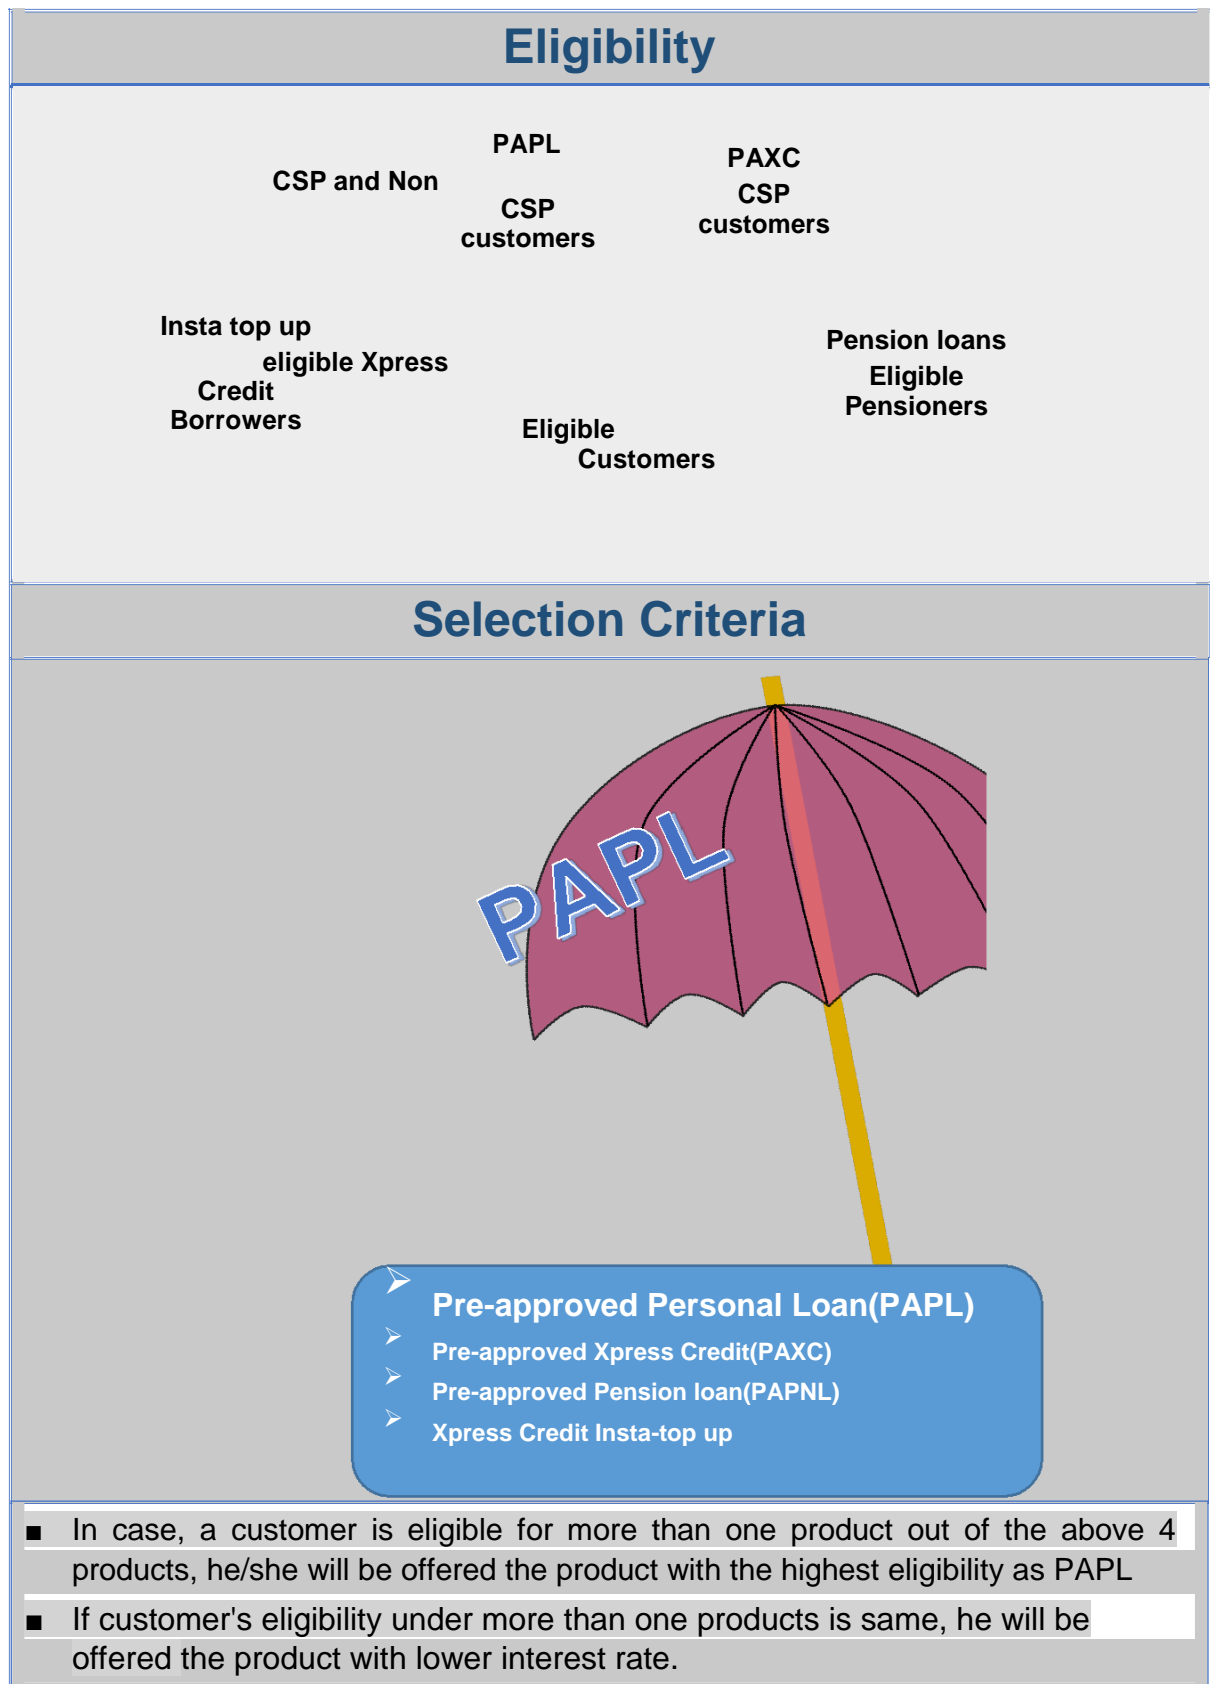 Eligibility
PAPL
CSP and Non
CSP
customers
PAXC
CSP
customers
Insta top up
eligible Xpress
Credit
Borrowers
Eligible
Customers
Pension loans
Eligible
Pensioners
Selection Criteria
PAPL
➢ Pre-approved Personal Loan(PAPL)
➢ Pre-approved Xpress Credit(PAXC)
➢ Pre-approved Pension loan(PAPNL)
➢ Xpress Credit Insta-top up
■ In case, a customer is eligible for more than one product out of the above 4
products, he/she will be offered the product with the highest eligibility as PAPL
■ If customer's eligibility under more than one products is same, he will be
offered the product with lower interest rate.